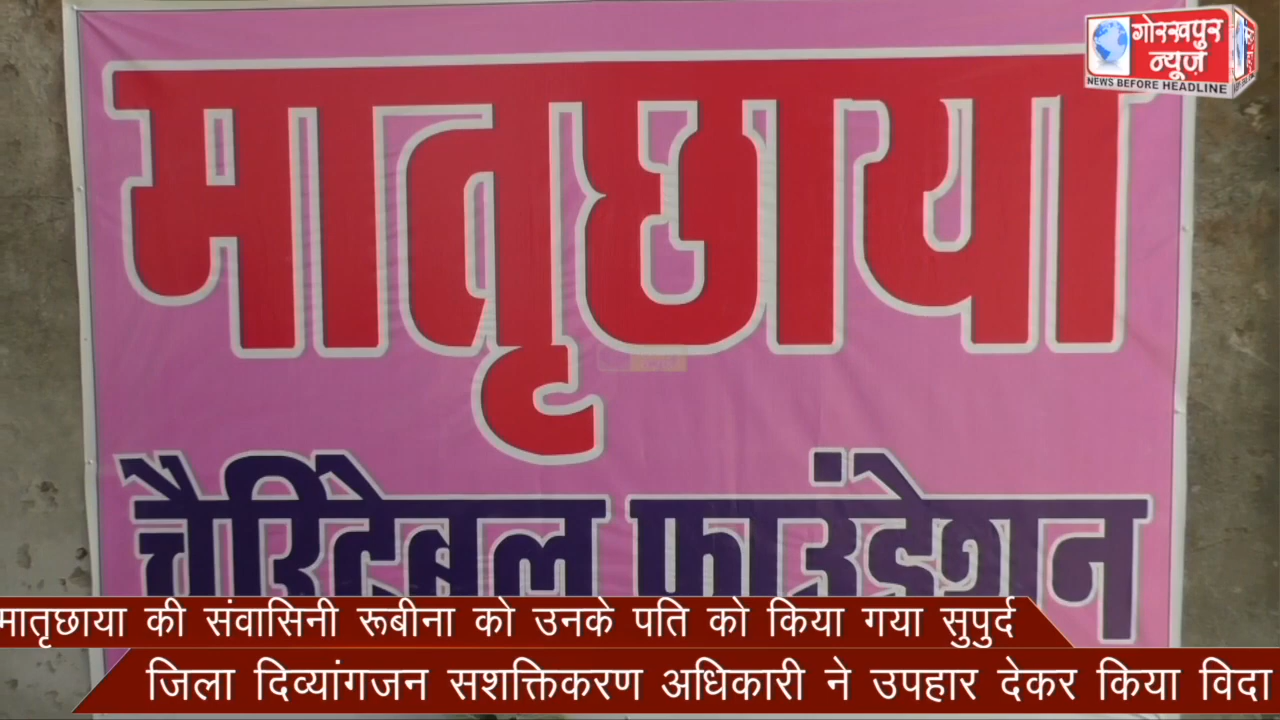 गोरखपुर
न्यूज़
NEWS BEFORE HEADLINE
मातृछाया
चैरिटेबल फाउंडेशन
मातृछाया की संवासिनी रूबीना को उनके पति को किया गया सुपुर्द
जिला दिव्यांगजन सशक्तिकरण अधिकारी ने उपहार देकर किया विदा